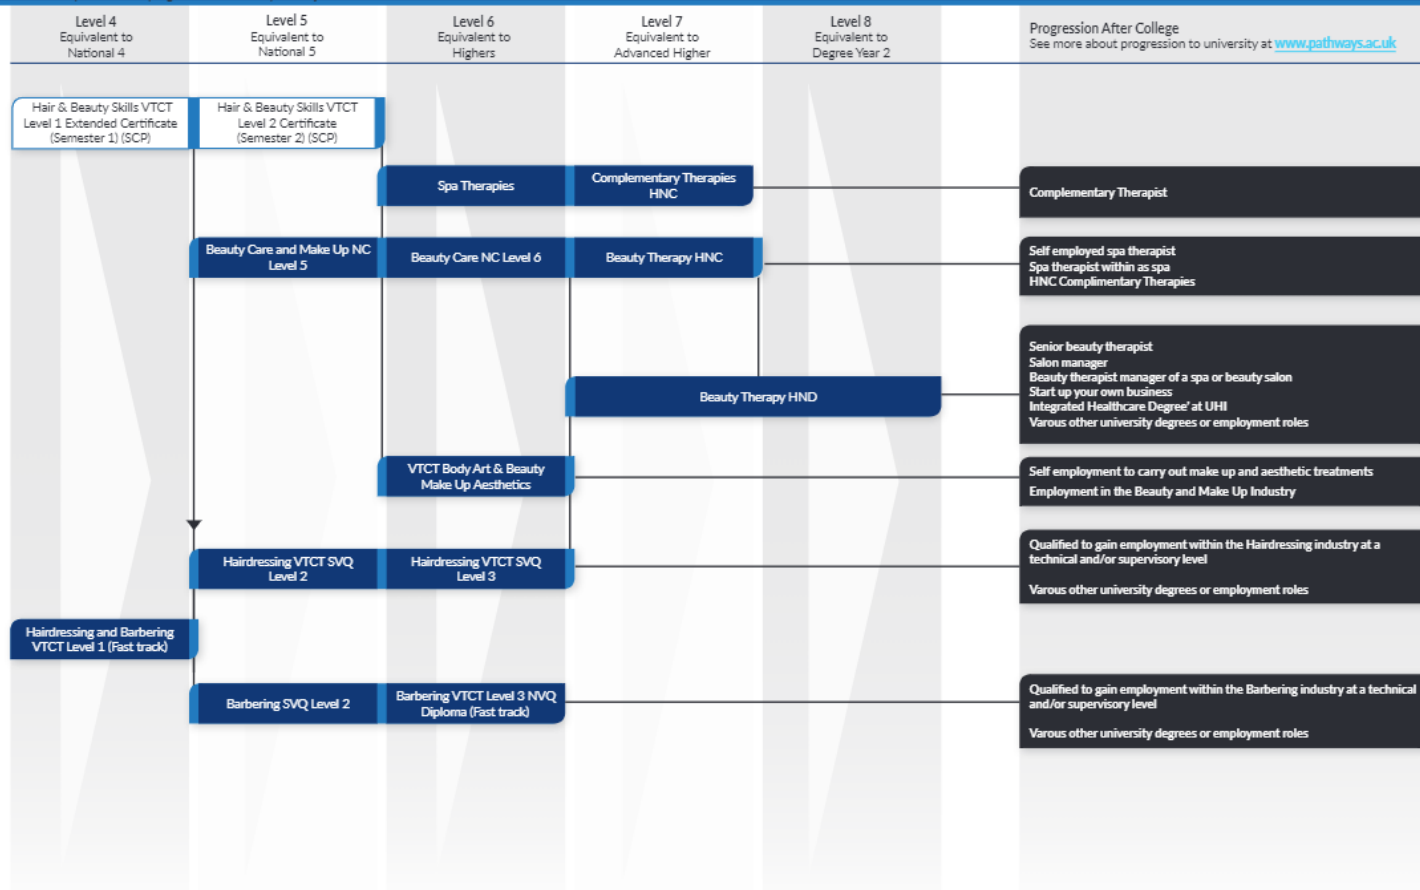 Level 4
Equivalent to
National 4
Level 5
Equivalent to
National 5
Level 6
Equivalent to
Highers
Level 7
Equivalent to
Advanced Higher
Level 8
Equivalent to
Degree Year 2
Progression After College
See more about progression to university at www.pathways.ac.uk
Hair & Beauty Skills VTCT
Level 1 Extended Certificate
(Semester 1) (SCP)
Hair & Beauty Skills VTCT
Level 2 Certificate
(Semester 2) (SCP)
Spa Therapies
Complementary Therapies
HNC
Complementary Therapist
Beauty Care and Make Up NC
Level 5
Beauty Care NC Level 6
Beauty Therapy HNC
Self employed spa therapist
Spa therapist within as spa
HNC Complimentary Therapies
Beauty Therapy HND
Senior beauty therapist
Salon manager
Beauty therapist manager of a spa or beauty salon
Start up your own business
Integrated Healthcare Degree' at UHI
Varous other university degrees or employment roles
VTCT Body Art & Beauty
Make Up Aesthetics
Self employment to carry out make up and aesthetic treatments
Employment in the Beauty and Make Up Industry
Hairdressing VTCT SVQ
Level 2
Hairdressing VTCT SVQ
Level 3
Qualified to gain employment within the Hairdressing industry at a
technical and/or supervisory level
Varous other university degrees or employment roles
Hairdressing and Barbering
VTCT Level 1 (Fast track)
Barbering SVQ Level 2
Barbering VTCT Level 3 NVQ
Diploma (Fast track)
Qualified to gain employment within the Barbering industry at a technical
and/or supervisory level
Varous other university degrees or employment roles